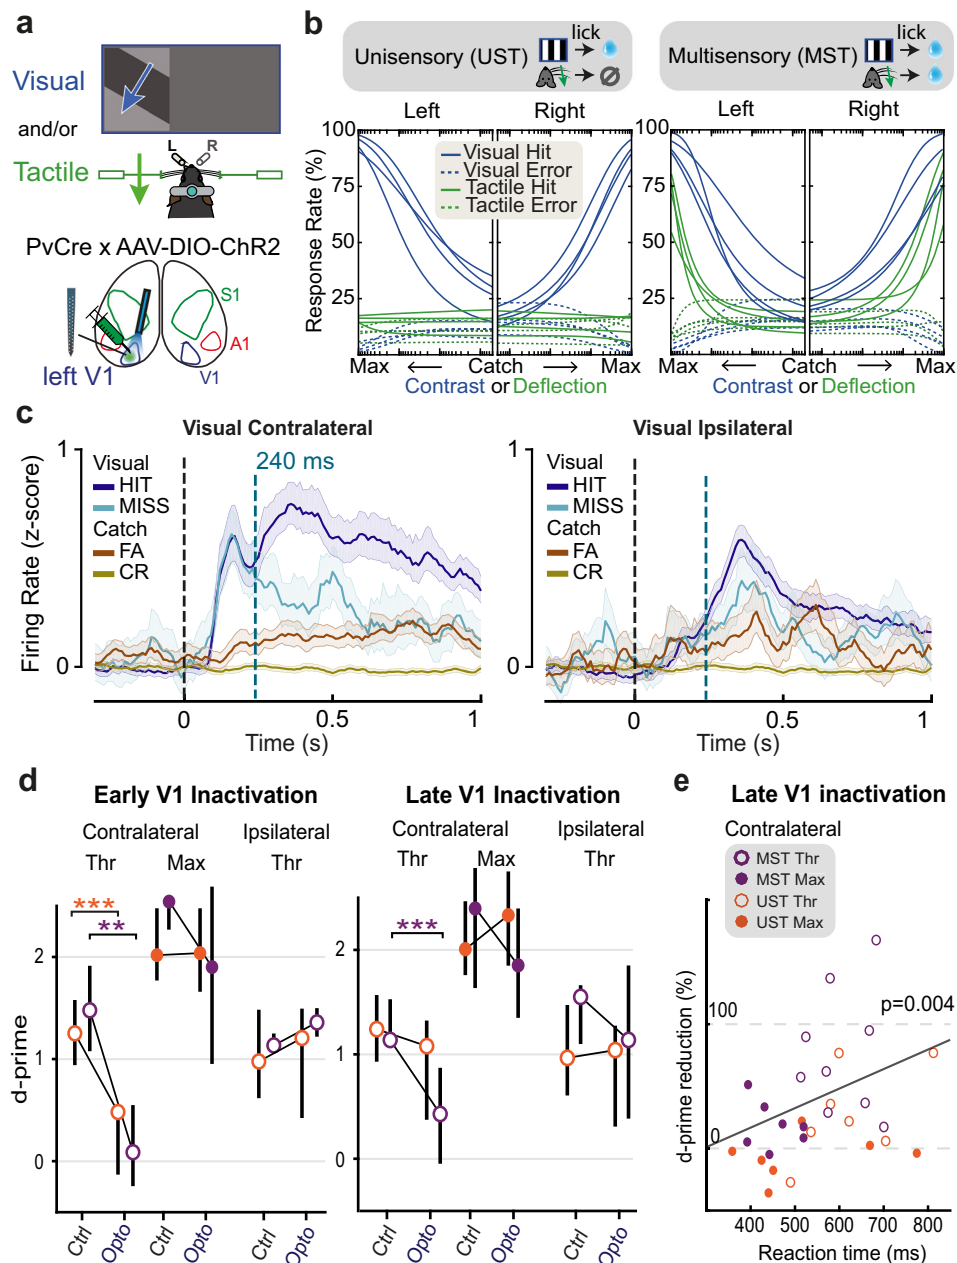 a
Visual
and/or
Tactile
L
R
PvCre x AAV-DIO-ChR2
S1
A1
V1
left V1
b
Unisensory (UST)
lick
Multisensory (MST)
lick
Left
Right
Left
Right
Response Rate (%)
100
75
50
25
100
75
50
25
Visual Hit
Visual Error
Tactile Hit
Tactile Error
Max ← Catch → Max
Contrast or Deflection
Max ← Catch → Max
Contrast or Deflection
c
Visual Contralateral
Firing Rate (z-score)
1
0
240 ms
Visual
HIT
MISS
Catch
FA
CR
0
0.5
1
Time (s)
Visual Ipsilateral
1
0
Visual
HIT
MISS
Catch
FA
CR
0
0.5
1
Time (s)
d
Early V1 Inactivation
Contralateral
Ipsilateral
Thr
Max
Thr
***
**
d-prime
2
1
0
Ctrl
Opto
Ctrl
Opto
Ctrl
Opto
Late V1 Inactivation
Contralateral
Ipsilateral
Thr
Max
Thr
***
2
1
0
Ctrl
Opto
Ctrl
Opto
Ctrl
Opto
e
Late V1 inactivation
Contralateral
MST Thr
MST Max
UST Thr
UST Max
p=0.004
d-prime reduction (%)
100
0
400
500
600
700
800
Reaction time (ms)